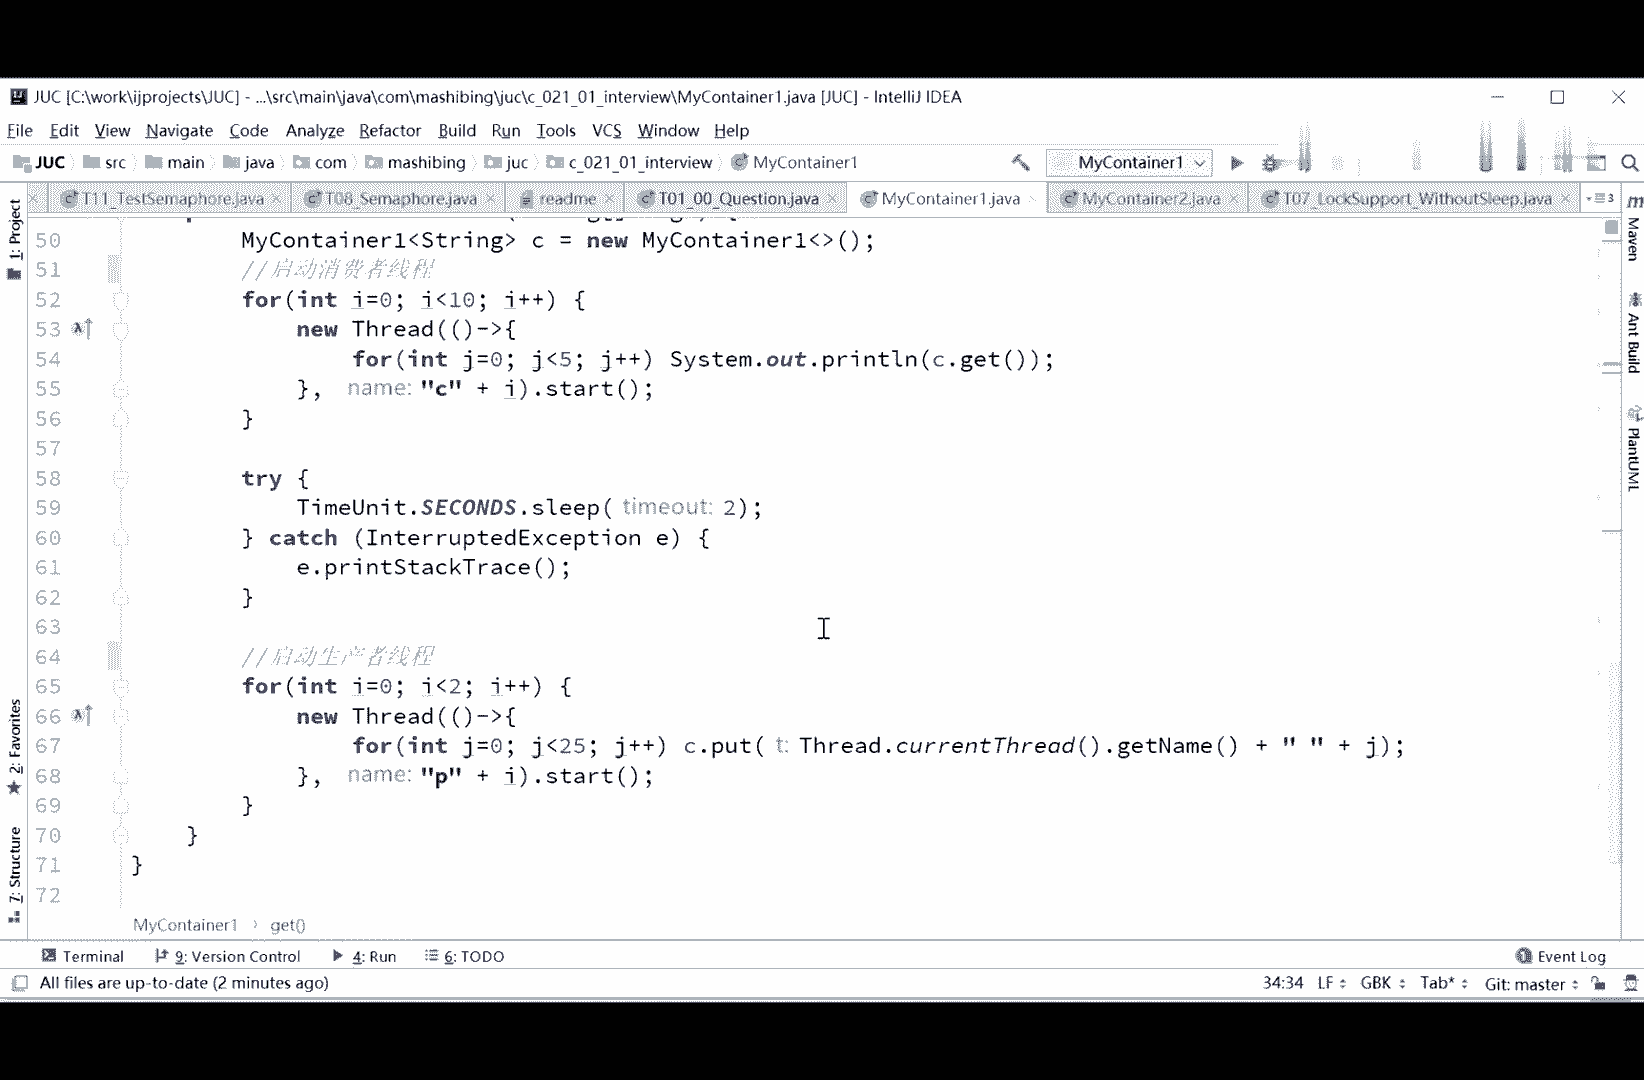 JUC [C:\work\ijprojects\JUC] - ...\src\main\java\com\mashibing\juc\c_021_01_interview\MyContainer1.java [JUC] - IntelliJ IDEA
File Edit View Navigate Code Analyze Refactor Build Run Tools VCS Window Help
JUC src main java com mashibing juc c_021_01_interview MyContainer1 MyContainer1
T11_TestSemaphore.java T08_Semaphore.java readme T01_00_Question.java MyContainer1.java MyContainer2.java T07_LockSupport_WithoutSleep.java
50 MyContainer1<String> c = new MyContainer1<>();
51 //启动消费者线程
52 for(int i=0; i<10; i++) {
53 new Thread(()->{
54 for(int j=0; j<5; j++) System.out.println(c.get());
55 }, name: "c" + i).start();
56 }
57
58 try {
59 TimeUnit.SECONDS.sleep( timeout: 2);
60 } catch (InterruptedException e) {
61 e.printStackTrace();
62 }
63
64 //启动生产者线程
65 for(int i=0; i<2; i++) {
66 new Thread(()->{
67 for(int j=0; j<25; j++) c.put( t: Thread.currentThread().getName() + " " + j);
68 }, name: "p" + i).start();
69 }
70 }
71 }
72
MyContainer1 › get()
Terminal 9: Version Control 4: Run 6: TODO Event Log
All files are up-to-date (2 minutes ago) 34:34 LF GBK Tab* Git: master
1: Project
2: Favorites
7: Structure
Maven
Ant Build
PlantUML